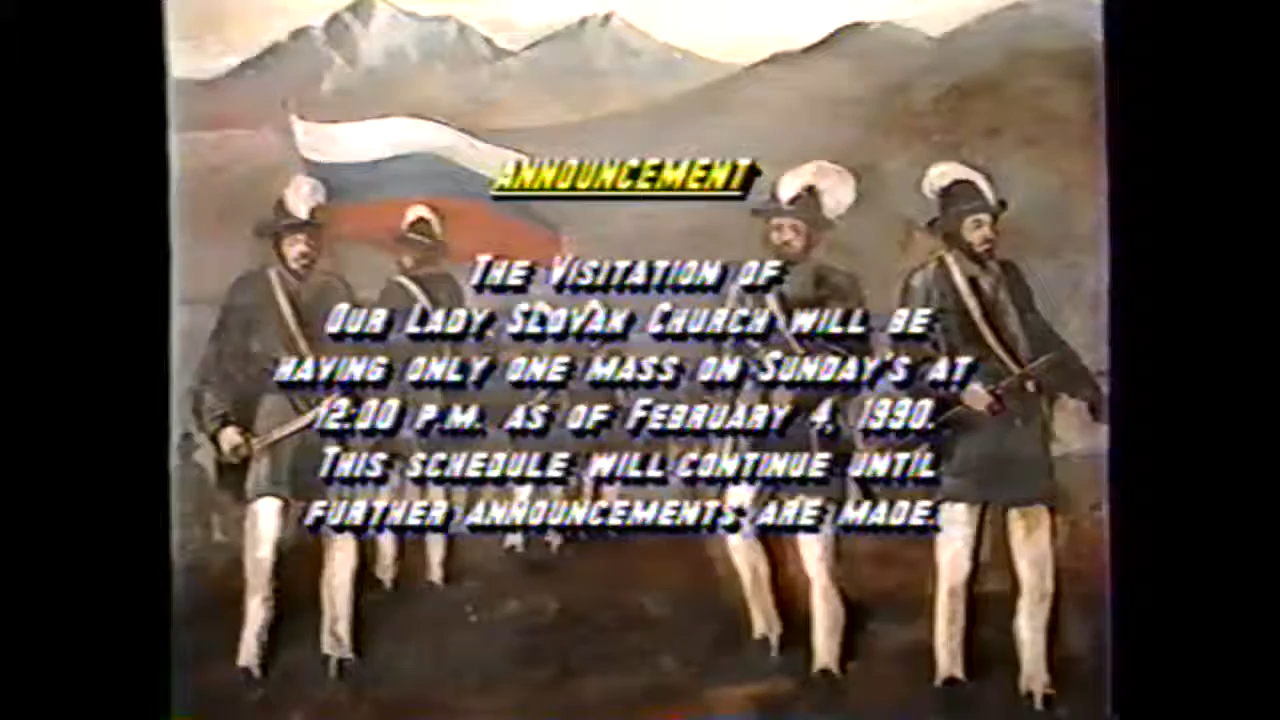 ANNOUNCEMENT
THE VISITATION OF
OUR LADY, SLOVAK CHURCH WILL BE
HAVING ONLY ONE MASS ON SUNDAY'S AT
12:00 P.M. AS OF FEBRUARY 4, 1990.
THIS SCHEDULE WILL CONTINUE UNTIL
FURTHER ANNOUNCEMENTS ARE MADE.